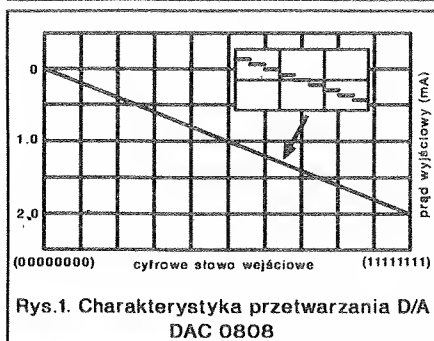 0
1.0
2,0
prąd wyjściowy (mA)
(00000000) cyfrowe słowo wejściowe (11111111)
Rys.1. Charakterystyka przetwarzania D/A
DAC 0808